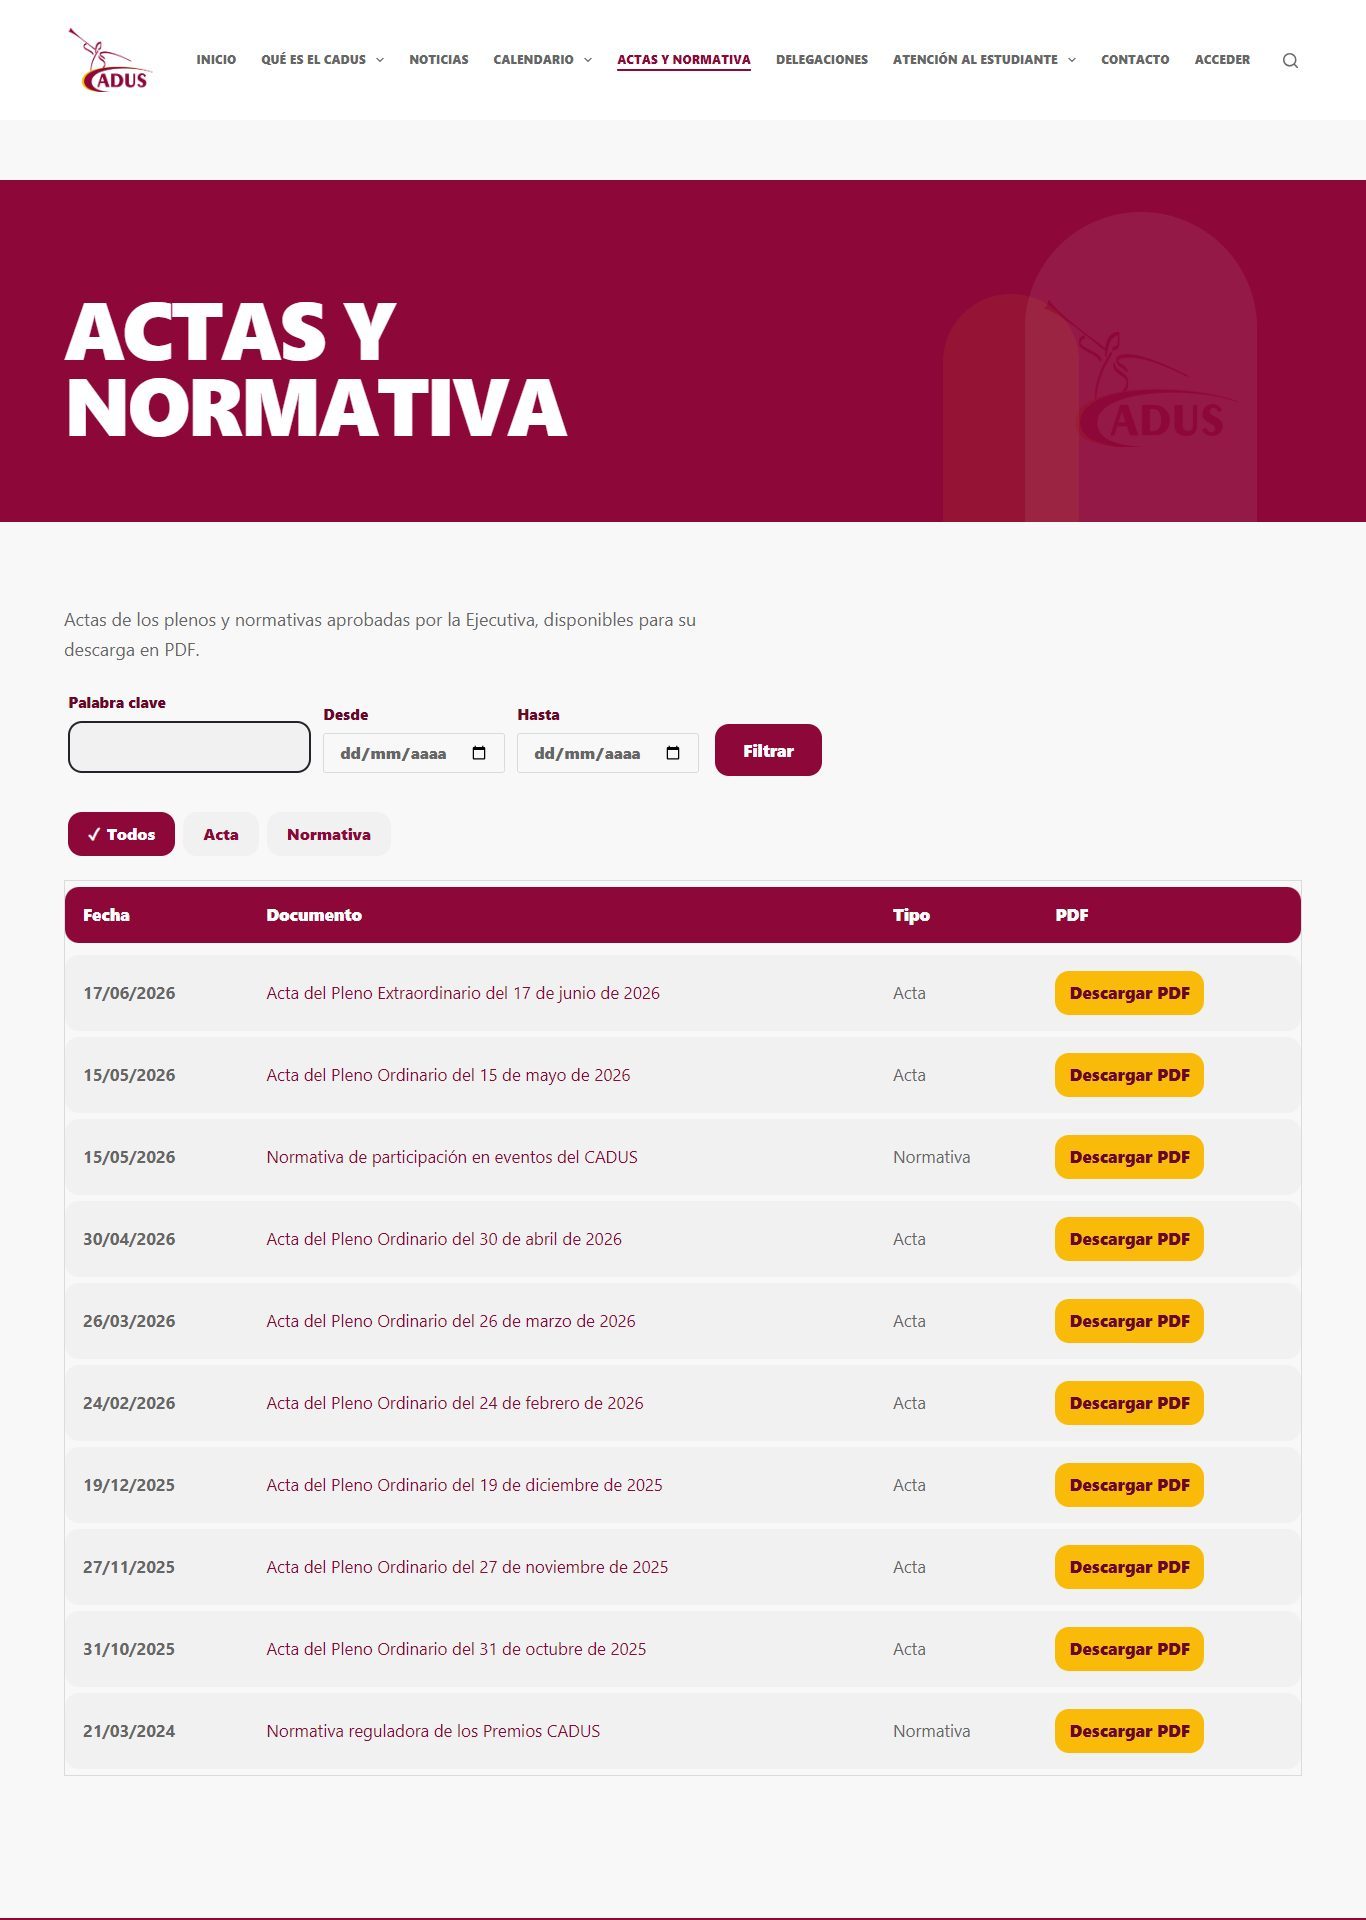 CADUS
INICIO QUÉ ES EL CADUS NOTICIAS CALENDARIO ACTAS Y NORMATIVA DELEGACIONES ATENCIÓN AL ESTUDIANTE CONTACTO ACCEDER
ACTAS Y
NORMATIVA
CADUS
Actas de los plenos y normativas aprobadas por la Ejecutiva, disponibles para su
descarga en PDF.
Palabra clave
Desde
Hasta
dd/mm/aaaa
dd/mm/aaaa
Filtrar
✓ Todos Acta Normativa
Fecha Documento Tipo PDF
17/06/2026 Acta del Pleno Extraordinario del 17 de junio de 2026 Acta Descargar PDF
15/05/2026 Acta del Pleno Ordinario del 15 de mayo de 2026 Acta Descargar PDF
15/05/2026 Normativa de participación en eventos del CADUS Normativa Descargar PDF
30/04/2026 Acta del Pleno Ordinario del 30 de abril de 2026 Acta Descargar PDF
26/03/2026 Acta del Pleno Ordinario del 26 de marzo de 2026 Acta Descargar PDF
24/02/2026 Acta del Pleno Ordinario del 24 de febrero de 2026 Acta Descargar PDF
19/12/2025 Acta del Pleno Ordinario del 19 de diciembre de 2025 Acta Descargar PDF
27/11/2025 Acta del Pleno Ordinario del 27 de noviembre de 2025 Acta Descargar PDF
31/10/2025 Acta del Pleno Ordinario del 31 de octubre de 2025 Acta Descargar PDF
21/03/2024 Normativa reguladora de los Premios CADUS Normativa Descargar PDF